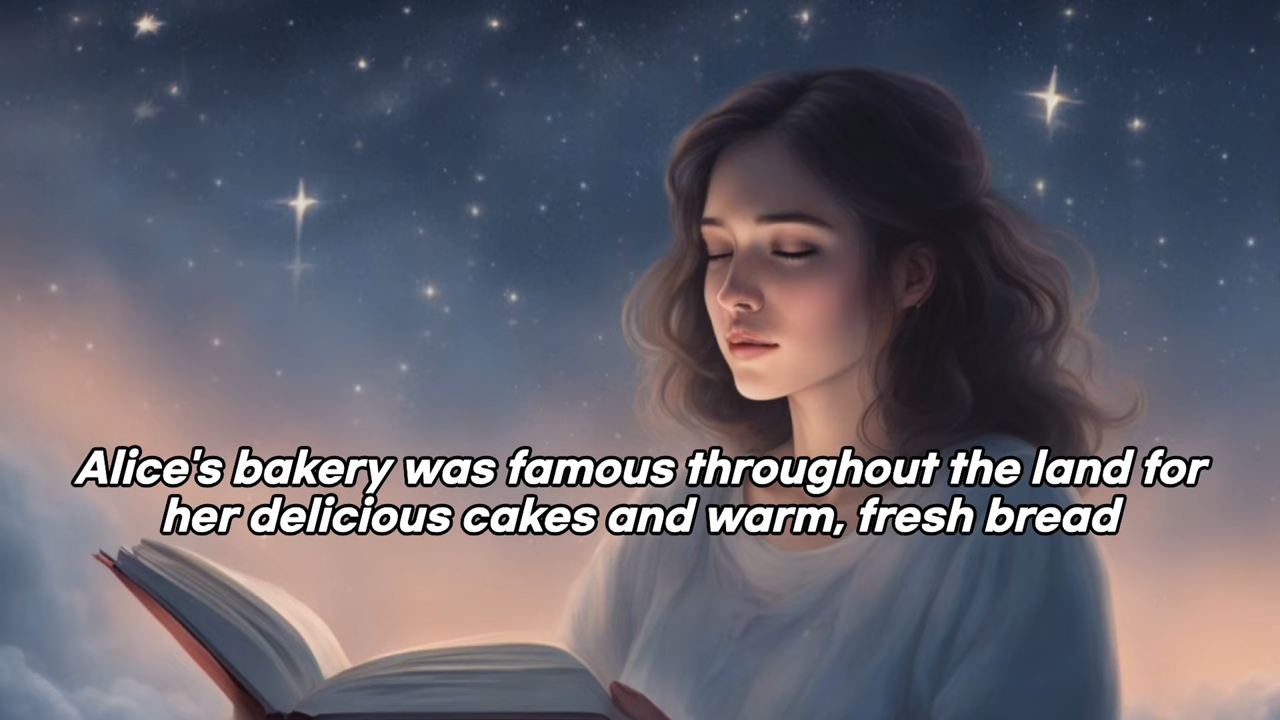 Alice's bakery was famous throughout the land for
her delicious cakes and warm, fresh bread